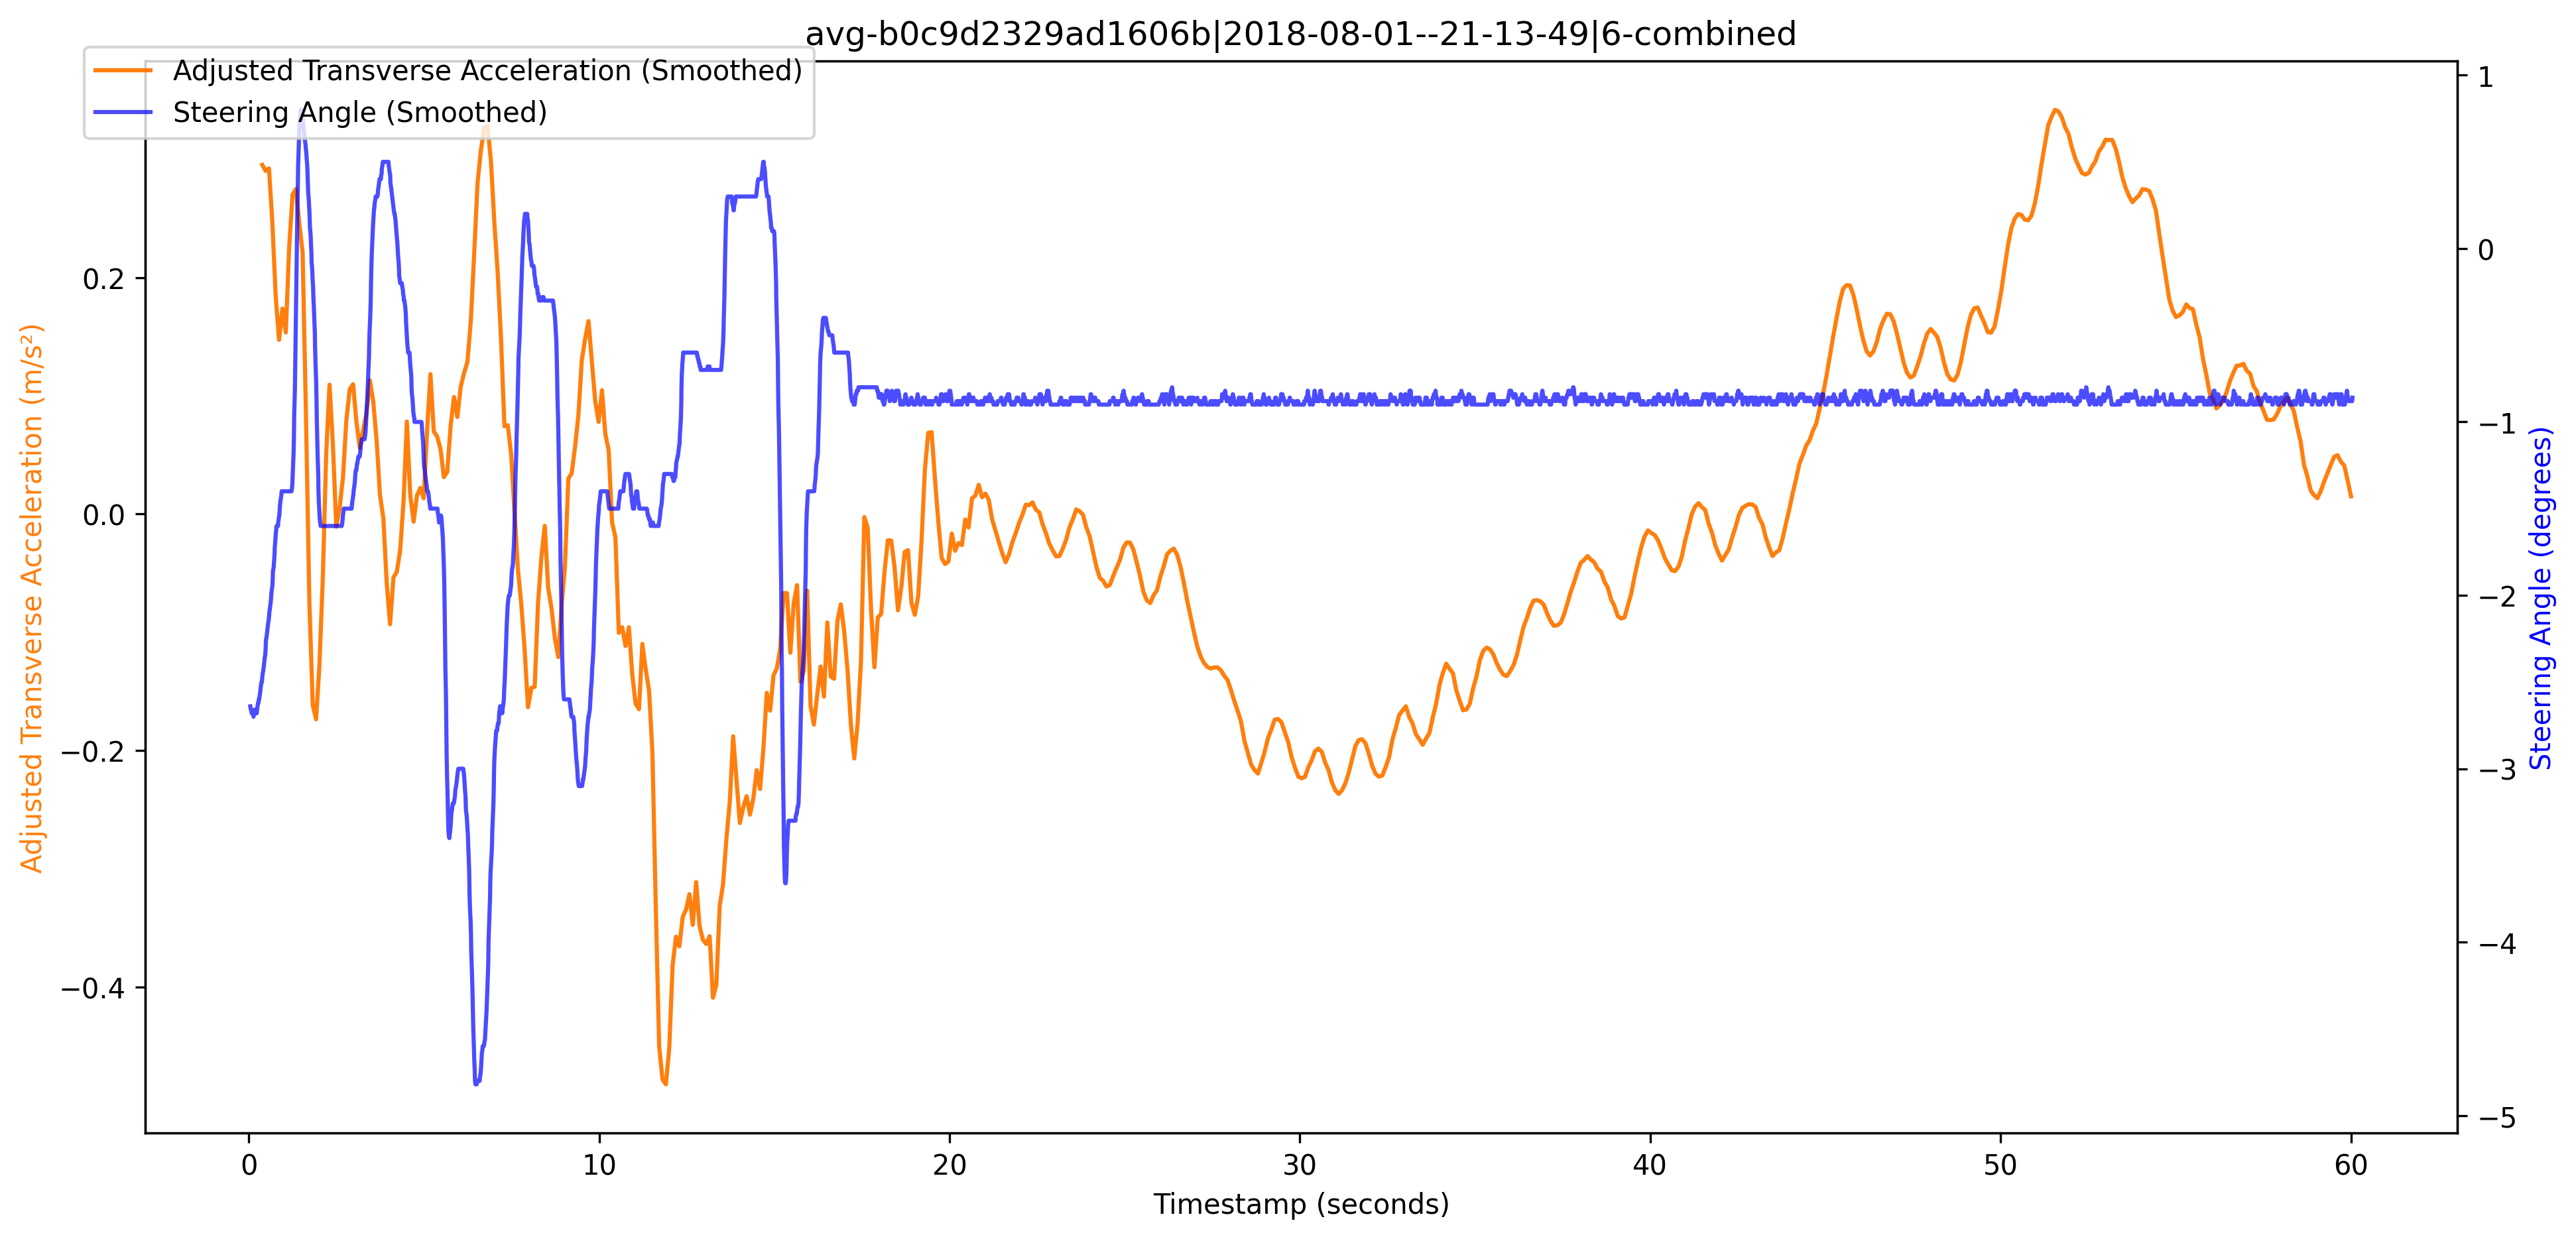 avg-b0c9d2329ad1606b|2018-08-01--21-13-49|6-combined
Adjusted Transverse Acceleration (Smoothed)
Steering Angle (Smoothed)
Adjusted Transverse Acceleration (m/s²)
0.2
0.0
−0.2
−0.4
1
0
−1
−2
−3
−4
−5
Steering Angle (degrees)
0 10 20 30 40 50 60
Timestamp (seconds)